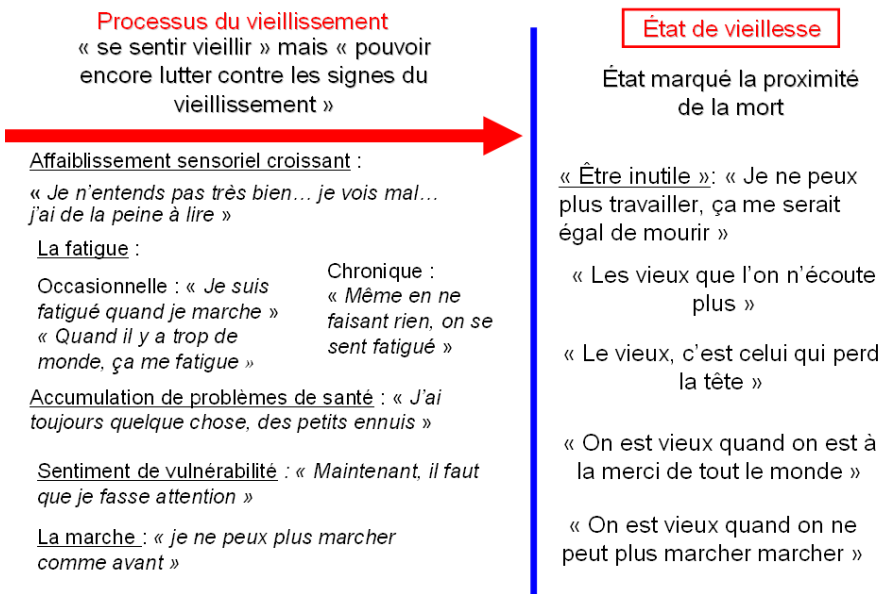 Processus du vieillissement
« se sentir vieillir » mais « pouvoir
encore lutter contre les signes du
vieillissement »
Affaiblissement sensoriel croissant :
« Je n’entends pas très bien… je vois mal…
j’ai de la peine à lire »
La fatigue :
Occasionnelle : « Je suis
fatigué quand je marche »
« Quand il y a trop de
monde, ça me fatigue »
Chronique :
« Même en ne
faisant rien, on se
sent fatigué »
Accumulation de problèmes de santé : « J’ai
toujours quelque chose, des petits ennuis »
Sentiment de vulnérabilité : « Maintenant, il faut
que je fasse attention »
La marche : « je ne peux plus marcher
comme avant »
État de vieillesse
État marqué la proximité
de la mort
« Être inutile »: « Je ne peux
plus travailler, ça me serait
égal de mourir »
« Les vieux que l’on n’écoute
plus »
« Le vieux, c’est celui qui perd
la tête »
« On est vieux quand on est à
la merci de tout le monde »
« On est vieux quand on ne
peut plus marcher marcher »